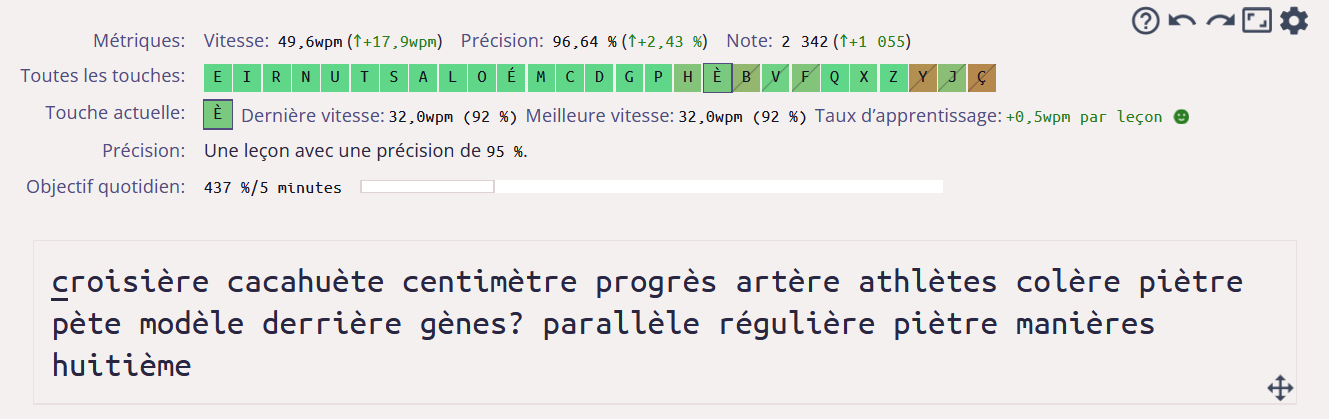 Métriques: Vitesse: 49,6wpm (↑+17,9wpm) Précision: 96,64 % (↑+2,43 %) Note: 2 342 (↑+1 055)
Toutes les touches: E I R N U T S A L O É M C D G P H È B V F Q X Z Y J Ç
Touche actuelle: È Dernière vitesse: 32,0wpm (92 %) Meilleure vitesse: 32,0wpm (92 %) Taux d’apprentissage: +0,5wpm par leçon
Précision: Une leçon avec une précision de 95 %.
Objectif quotidien: 437 %/5 minutes
croisière cacahuète centimètre progrès artère athlètes colère piètre
pète modèle derrière gènes? parallèle régulière piètre manières
huitième